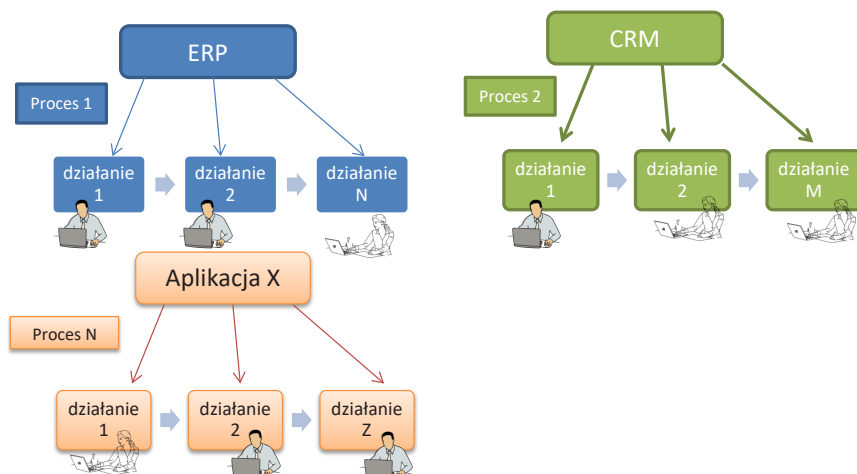 ERP
Proces 1
działanie
1
działanie
2
działanie
N
CRM
Proces 2
działanie
1
działanie
2
działanie
M
Aplikacja X
Proces N
działanie
1
działanie
2
działanie
Z